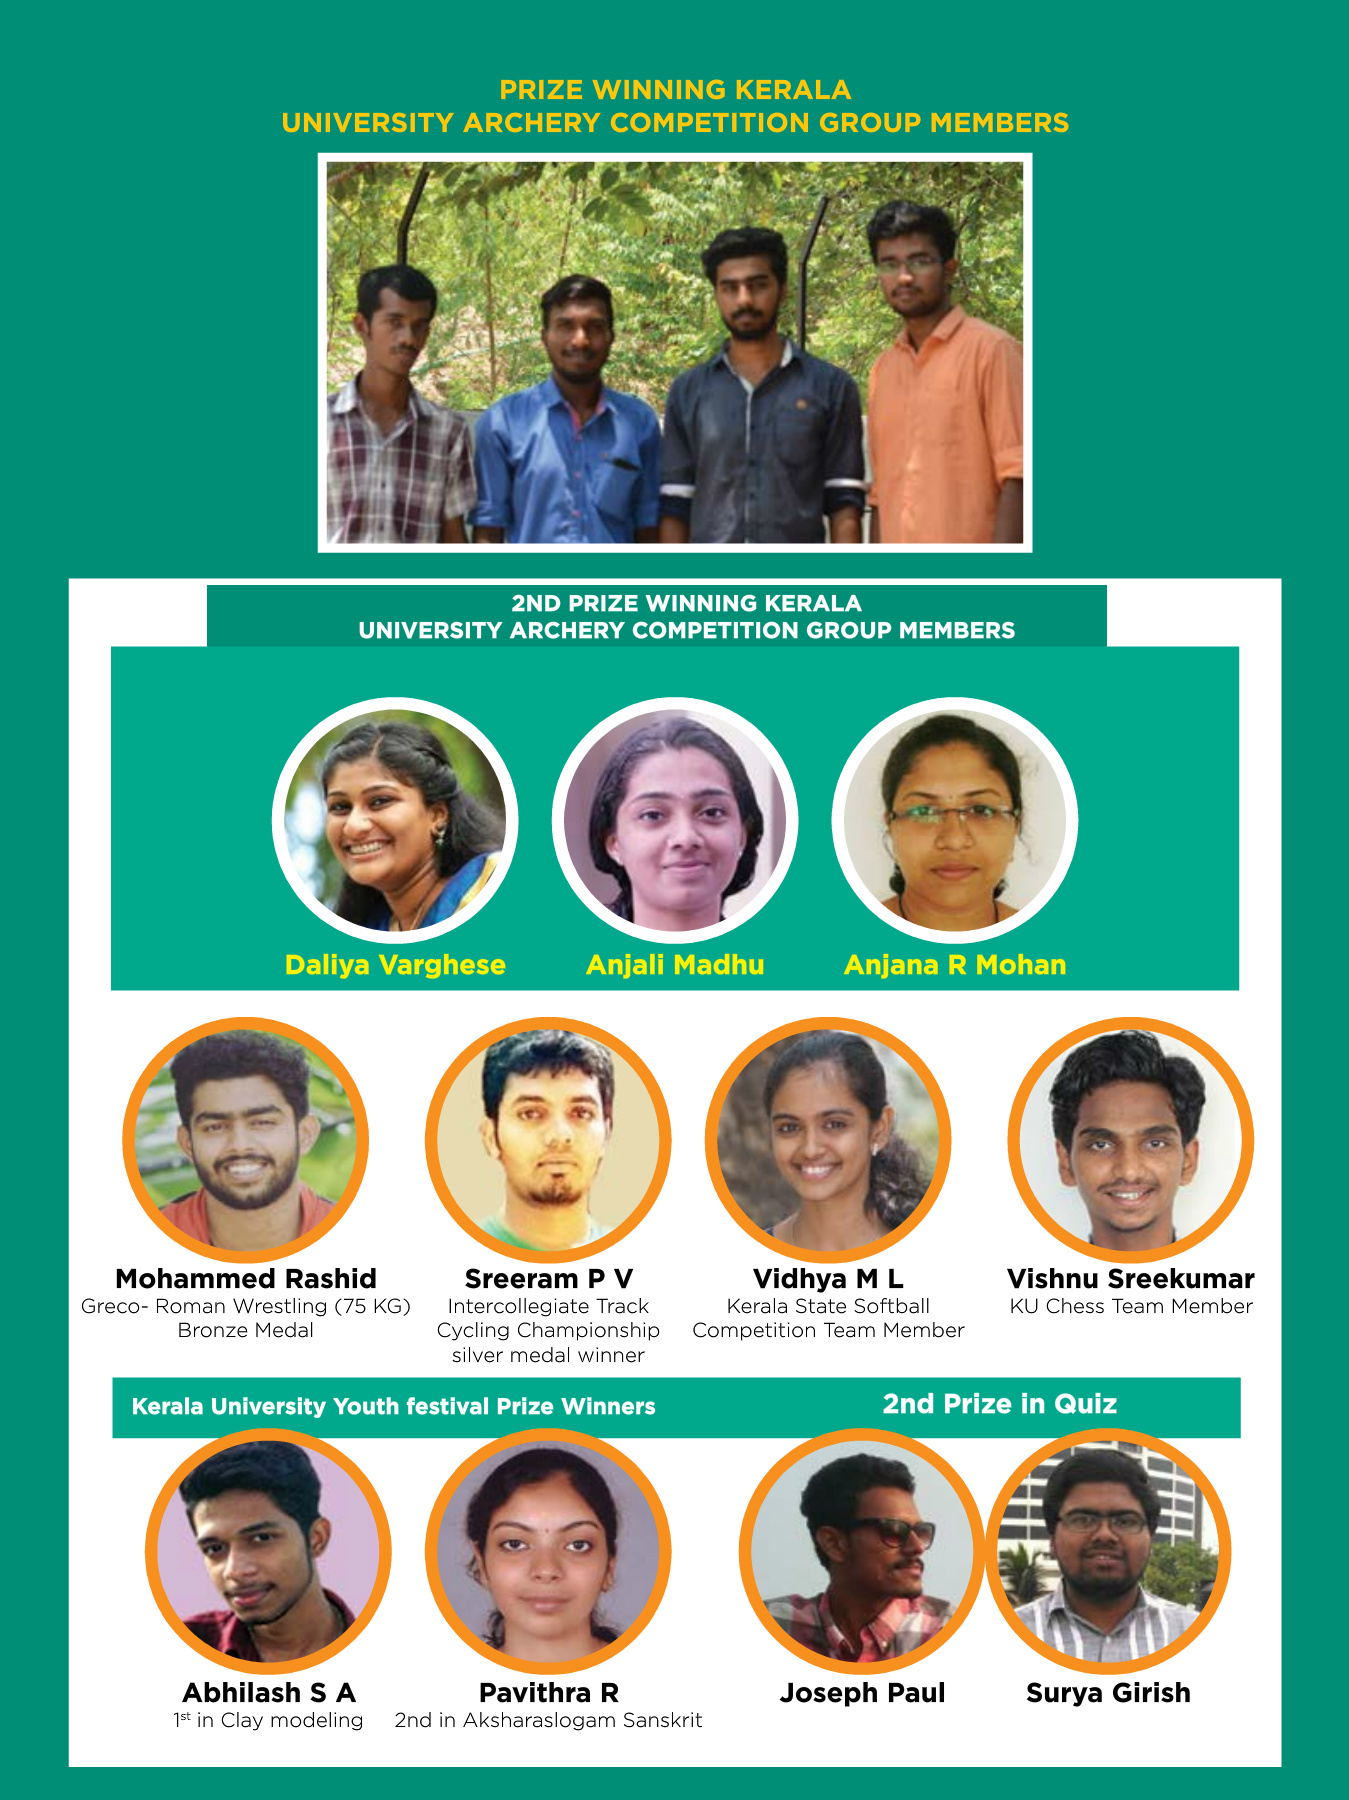 PRIZE WINNING KERALA
UNIVERSITY ARCHERY COMPETITION GROUP MEMBERS
2ND PRIZE WINNING KERALA
UNIVERSITY ARCHERY COMPETITION GROUP MEMBERS
Daliya Varghese
Anjali Madhu
Anjana R Mohan
Mohammed Rashid
Greco- Roman Wrestling (75 KG)
Bronze Medal
Sreeram P V
Intercollegiate Track
Cycling Championship
silver medal winner
Vidhya M L
Kerala State Softball
Competition Team Member
Vishnu Sreekumar
KU Chess Team Member
Kerala University Youth festival Prize Winners
2nd Prize in Quiz
Abhilash S A
1st in Clay modeling
Pavithra R
2nd in Aksharaslogam Sanskrit
Joseph Paul
Surya Girish